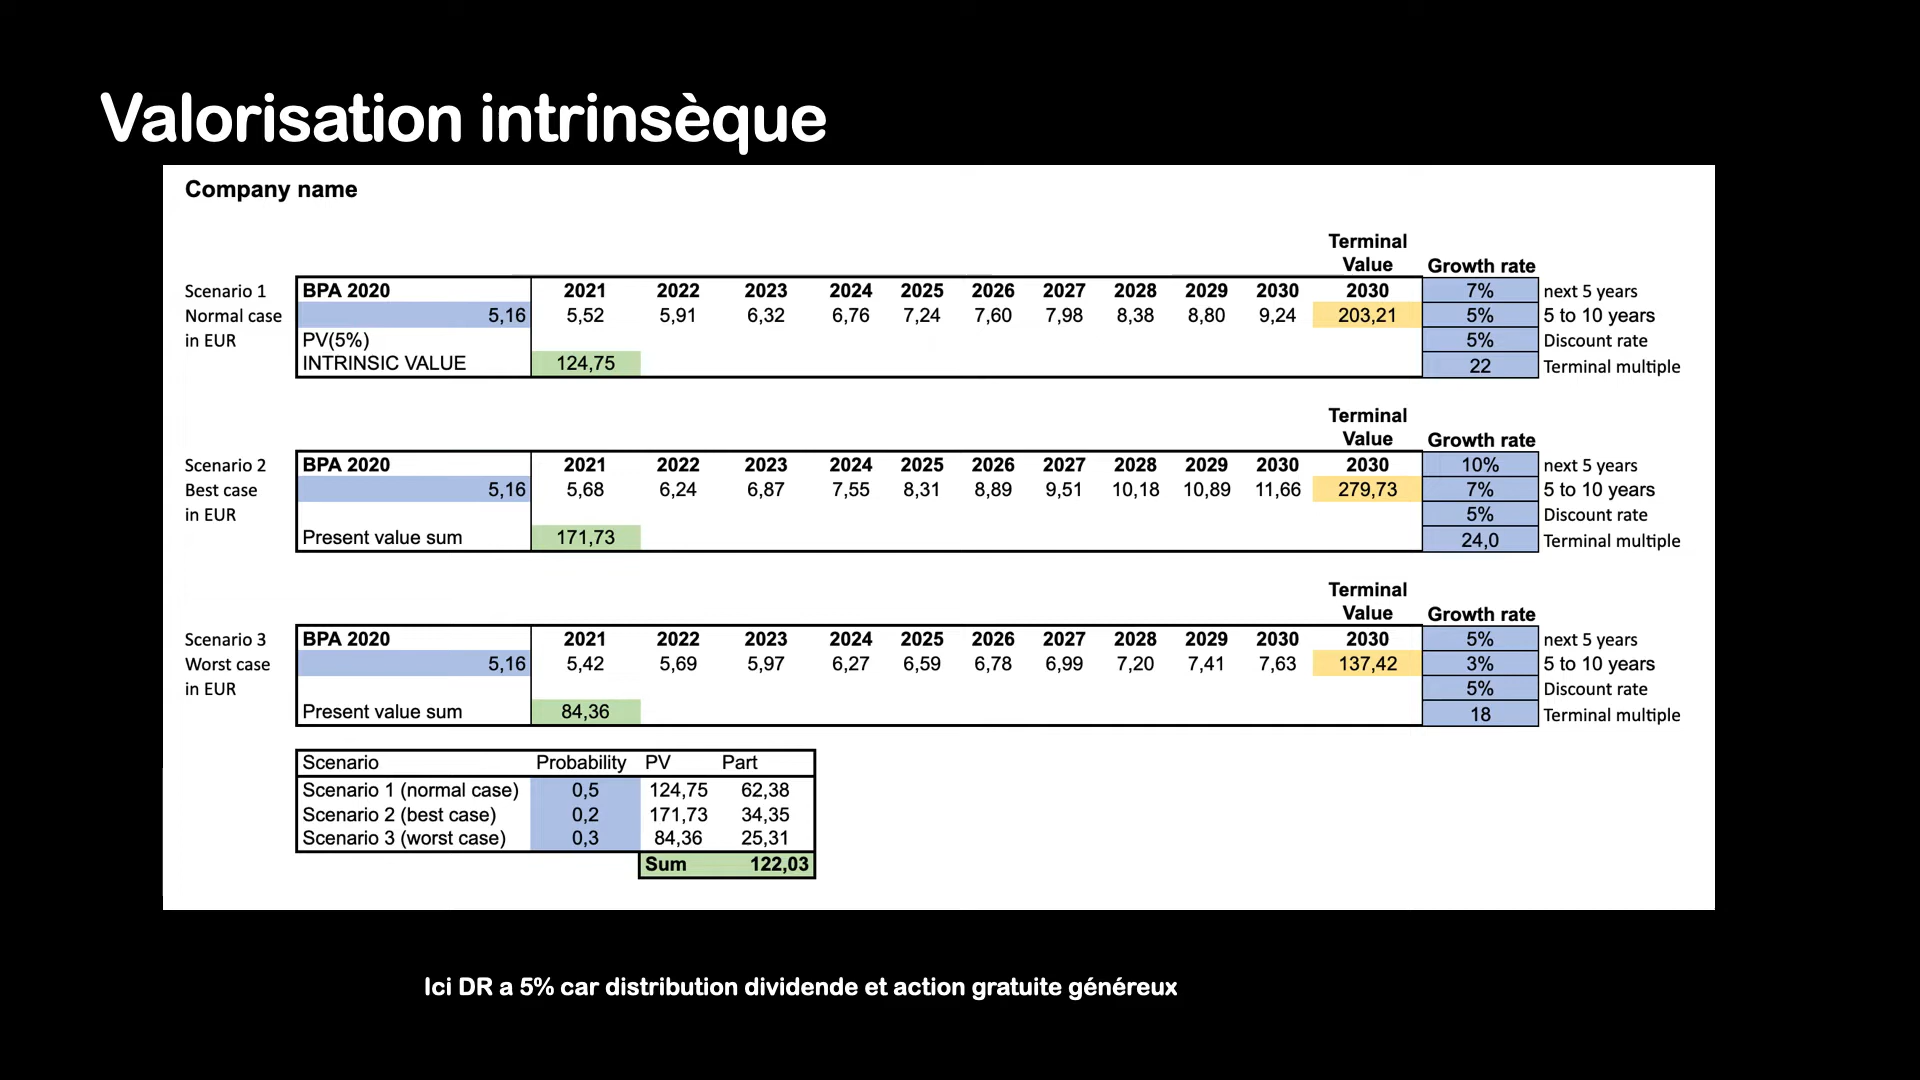 Valorisation intrinsèque
Company name
Terminal
Value Growth rate
Scenario 1 BPA 2020 2021 2022 2023 2024 2025 2026 2027 2028 2029 2030 2030 7% next 5 years
Normal case 5,16 5,52 5,91 6,32 6,76 7,24 7,60 7,98 8,38 8,80 9,24 203,21 5% 5 to 10 years
in EUR PV(5%) 5% Discount rate
INTRINSIC VALUE 124,75 22 Terminal multiple
Terminal
Value Growth rate
Scenario 2 BPA 2020 2021 2022 2023 2024 2025 2026 2027 2028 2029 2030 2030 10% next 5 years
Best case 5,16 5,68 6,24 6,87 7,55 8,31 8,89 9,51 10,18 10,89 11,66 279,73 7% 5 to 10 years
in EUR 5% Discount rate
Present value sum 171,73 24,0 Terminal multiple
Terminal
Value Growth rate
Scenario 3 BPA 2020 2021 2022 2023 2024 2025 2026 2027 2028 2029 2030 2030 5% next 5 years
Worst case 5,16 5,42 5,69 5,97 6,27 6,59 6,78 6,99 7,20 7,41 7,63 137,42 3% 5 to 10 years
in EUR 5% Discount rate
Present value sum 84,36 18 Terminal multiple
Scenario Probability PV Part
Scenario 1 (normal case) 0,5 124,75 62,38
Scenario 2 (best case) 0,2 171,73 34,35
Scenario 3 (worst case) 0,3 84,36 25,31
Sum 122,03
Ici DR a 5% car distribution dividende et action gratuite généreux